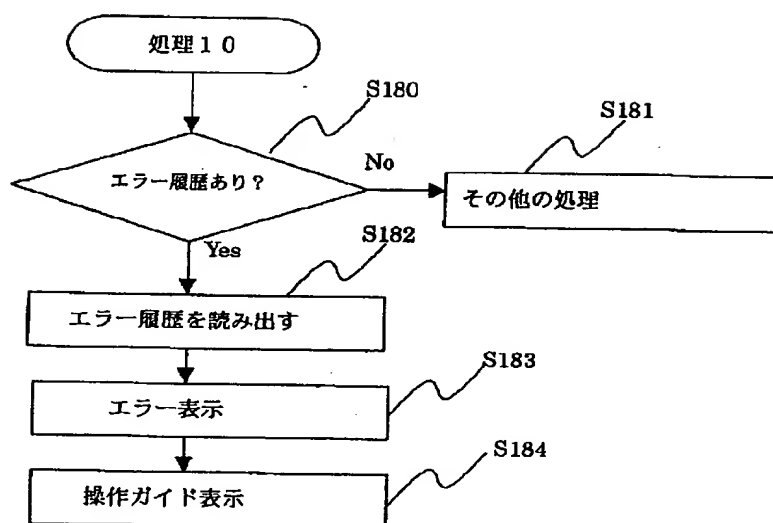 処理１０
S180
エラー履歴あり？
No
S181
その他の処理
Yes
S182
エラー履歴を読み出す
S183
エラー表示
S184
操作ガイド表示